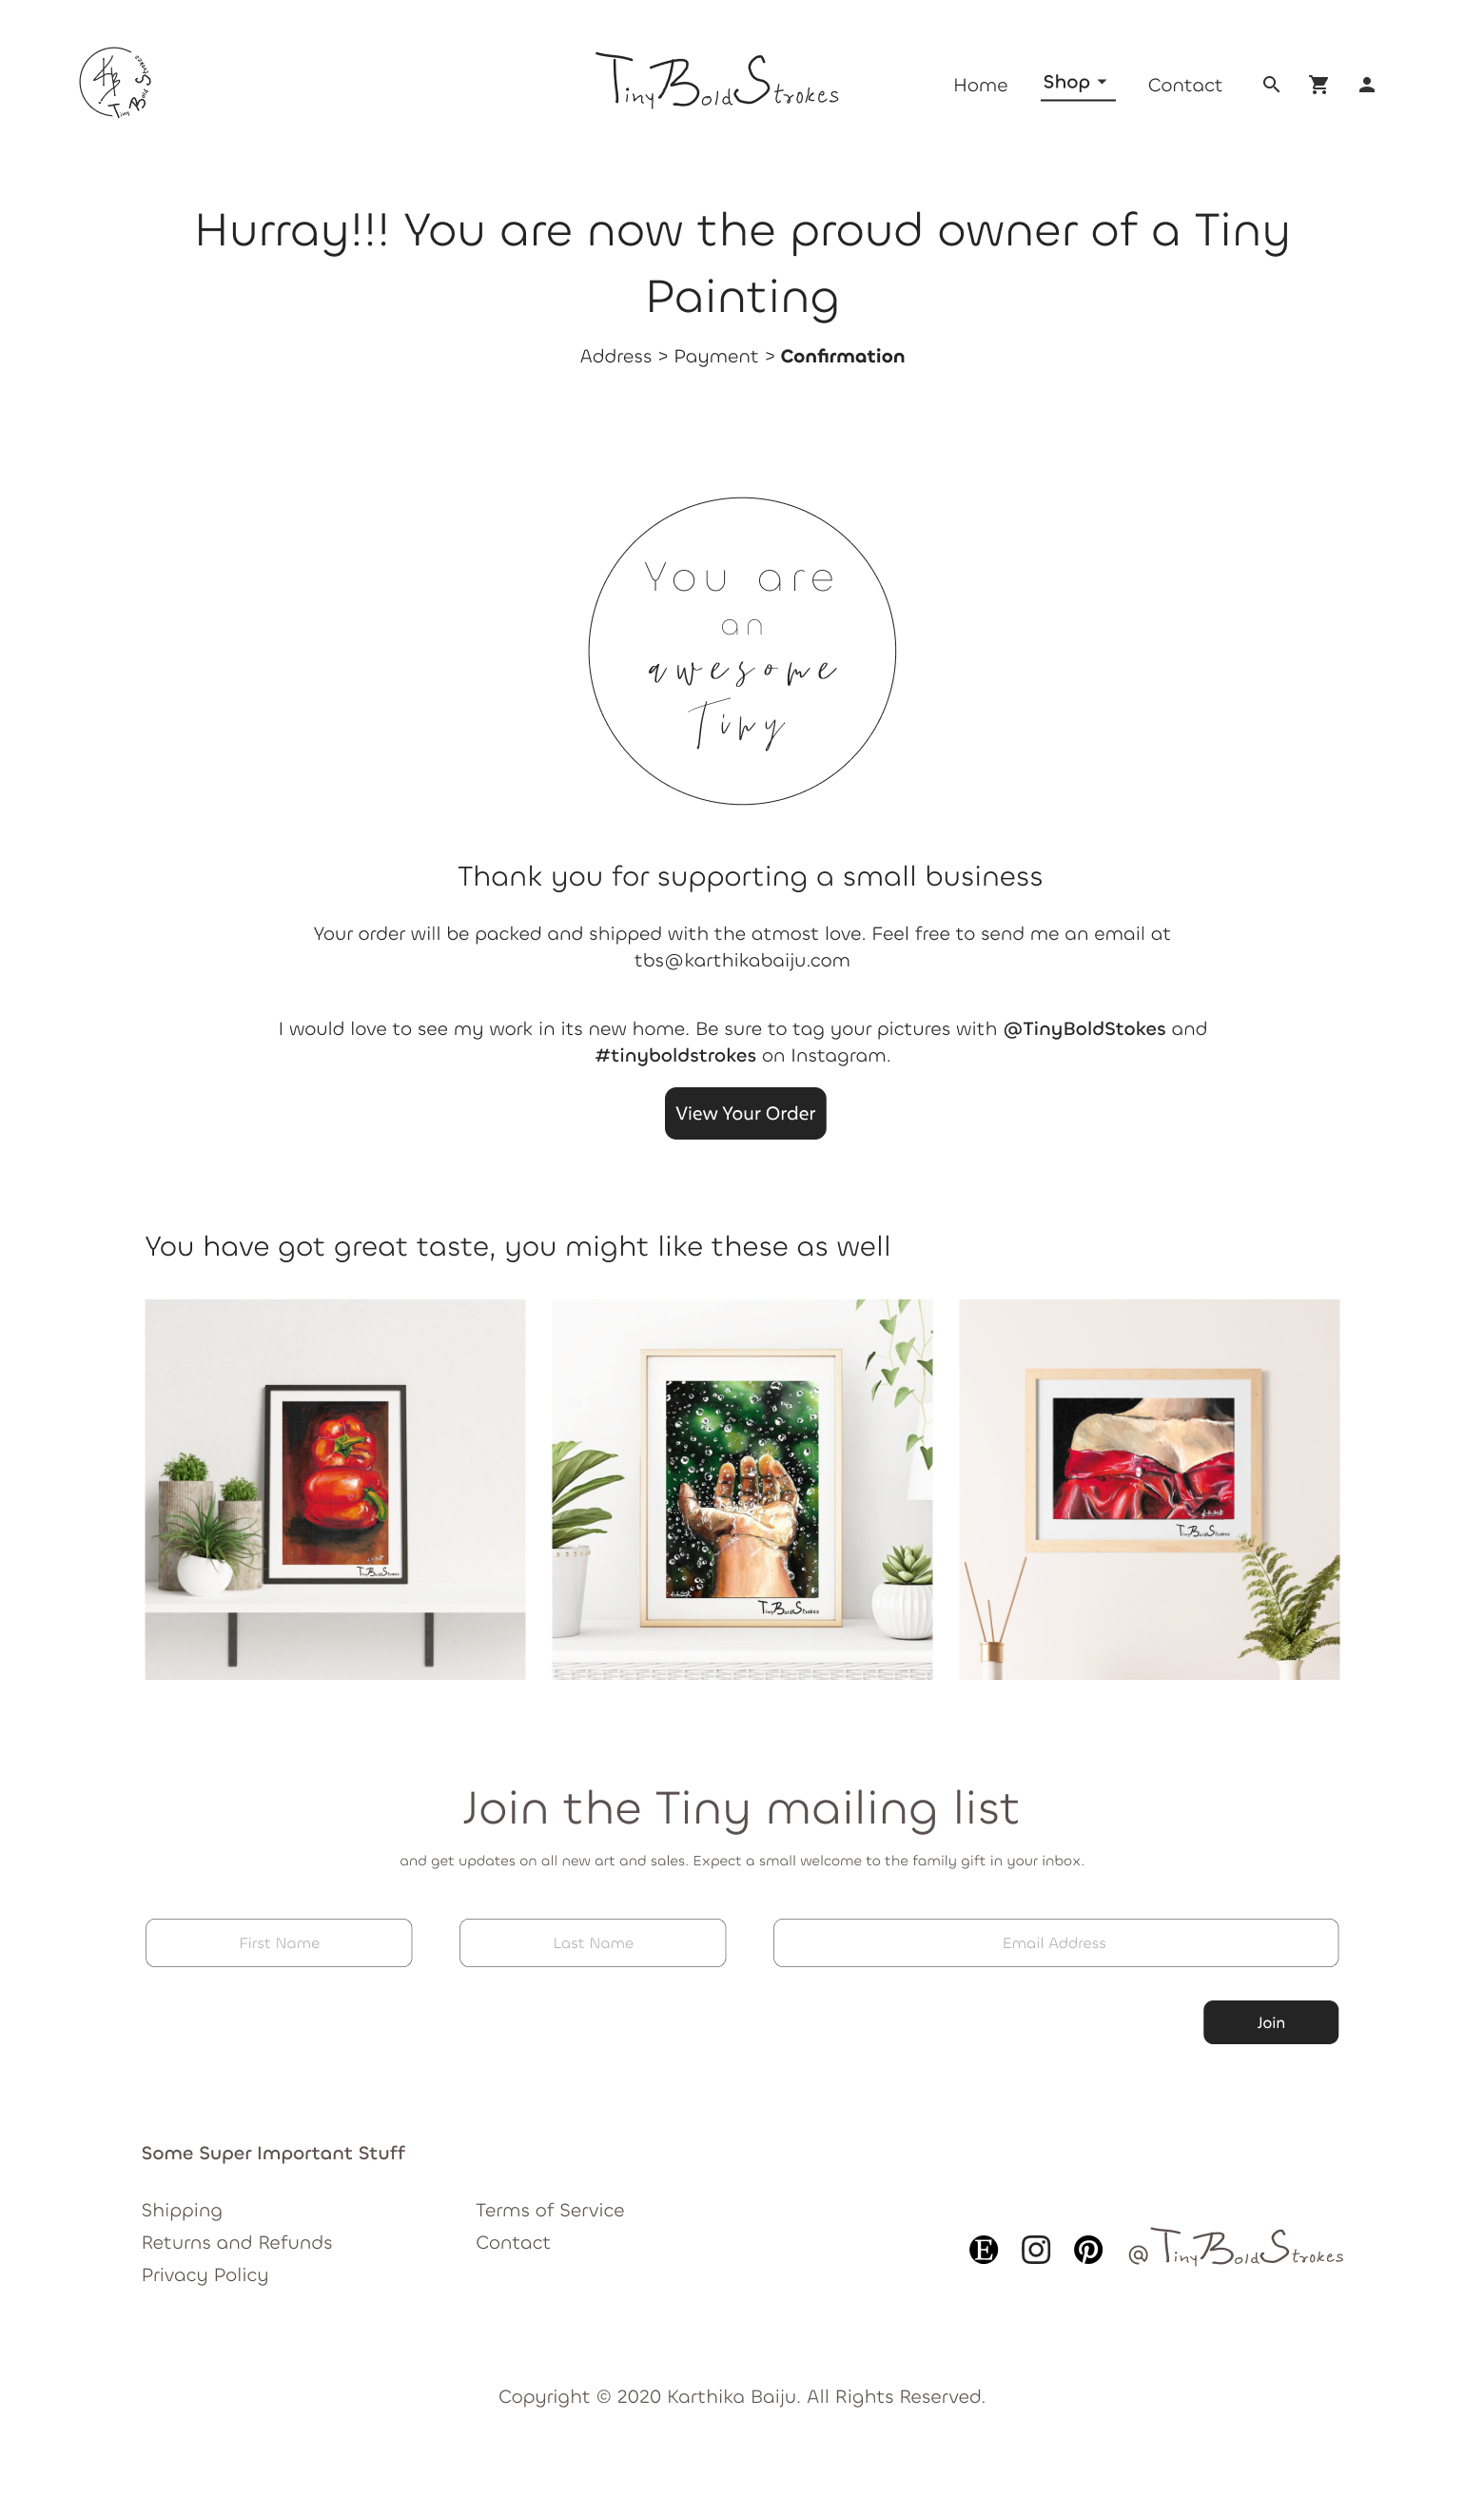 KB TinyBoldStrokes
TinyBoldStrokes
Home Shop Contact
Hurray!!! You are now the proud owner of a Tiny
Painting
Address > Payment > Confirmation
You are
an
awesome
Tiny
Thank you for supporting a small business
Your order will be packed and shipped with the atmost love. Feel free to send me an email at
tbs@karthikabaiju.com
I would love to see my work in its new home. Be sure to tag your pictures with @TinyBoldStokes and
#tinyboldstrokes on Instagram.
View Your Order
You have got great taste, you might like these as well
TinyBoldStrokes
TinyBoldStrokes
TinyBoldStrokes
Join the Tiny mailing list
and get updates on all new art and sales. Expect a small welcome to the family gift in your inbox.
First Name Last Name Email Address
Join
Some Super Important Stuff
Shipping Terms of Service
Returns and Refunds Contact
Privacy Policy
E @TinyBoldStrokes
Copyright © 2020 Karthika Baiju. All Rights Reserved.